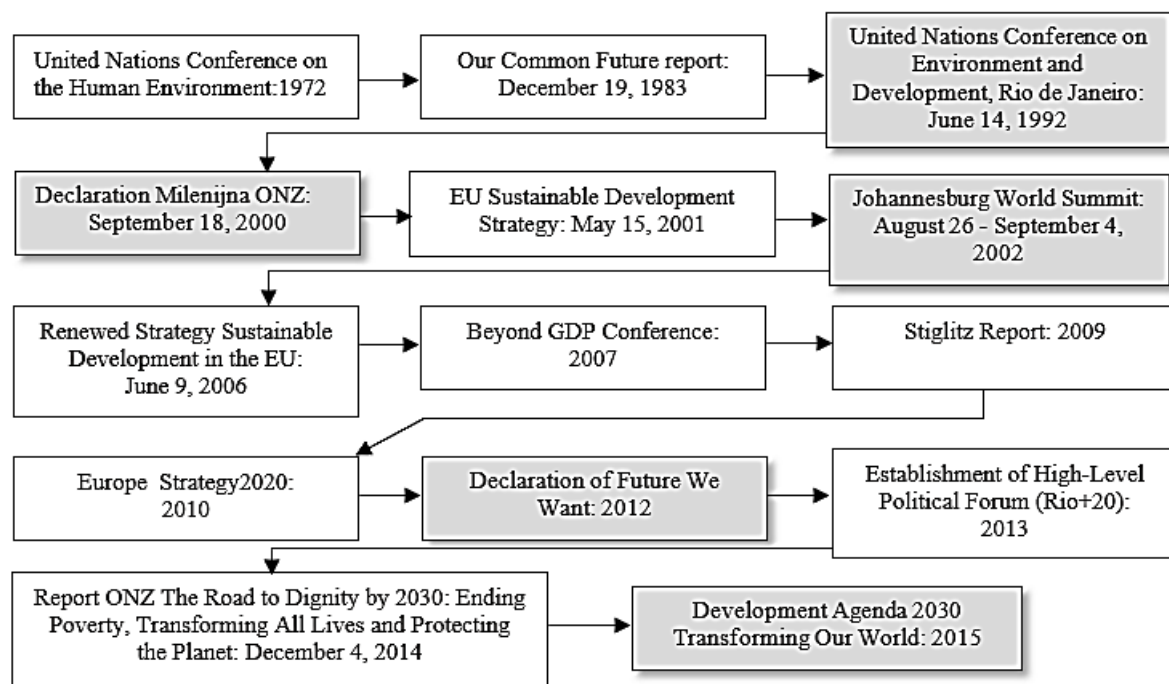 United Nations Conference on
the Human Environment:1972
Our Common Future report:
December 19, 1983
United Nations Conference on
Environment and
Development, Rio de Janeiro:
June 14, 1992
Declaration Milenijna ONZ:
September 18, 2000
EU Sustainable Development
Strategy: May 15, 2001
Johannesburg World Summit:
August 26 - September 4,
2002
Renewed Strategy Sustainable
Development in the EU:
June 9, 2006
Beyond GDP Conference:
2007
Stiglitz Report: 2009
Europe Strategy2020:
2010
Declaration of Future We
Want: 2012
Establishment of High-Level
Political Forum (Rio+20):
2013
Report ONZ The Road to Dignity by 2030: Ending
Poverty, Transforming All Lives and Protecting
the Planet: December 4, 2014
Development Agenda 2030
Transforming Our World: 2015